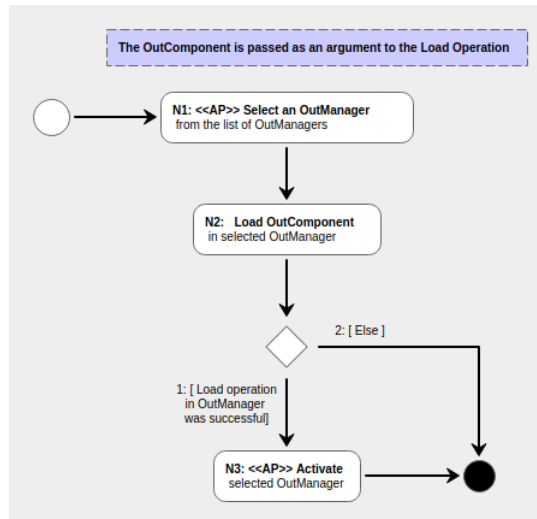 The OutComponent is passed as an argument to the Load Operation
N1: <<AP>> Select an OutManager
from the list of OutManagers
N2: Load OutComponent
in selected OutManager
2: [ Else ]
1: [ Load operation
in OutManager
was successful]
N3: <<AP>> Activate
selected OutManager